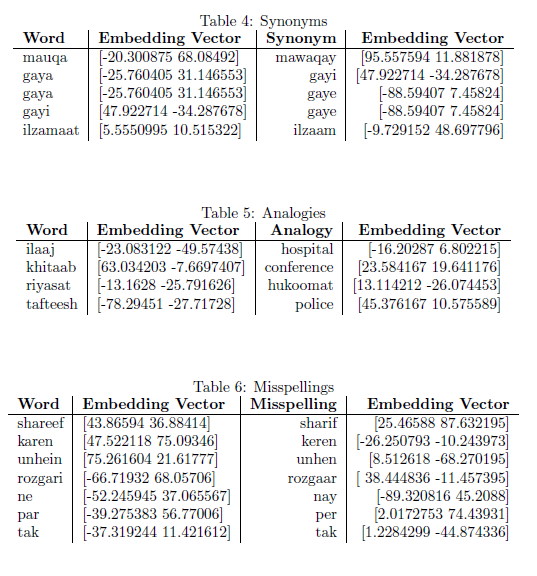 Table 4: Synonyms
Word Embedding Vector Synonym Embedding Vector
mauqa [-20.300875 68.08492] mawaqay [95.557594 11.881878]
gaya [-25.760405 31.146553] gayi [47.922714 -34.287678]
gaya [-25.760405 31.146553] gaye [-88.59407 7.45824]
gayi [47.922714 -34.287678] gaye [-88.59407 7.45824]
ilzamaat [5.5550995 10.515322] ilzaam [-9.729152 48.697796]
Table 5: Analogies
Word Embedding Vector Analogy Embedding Vector
ilaaj [-23.083122 -49.57438] hospital [-16.20287 6.802215]
khitaab [63.034203 -7.6697407] conference [23.584167 19.641176]
riyasat [-13.1628 -25.791626] hukoomat [13.114212 -26.074453]
tafteesh [-78.29451 -27.71728] police [45.376167 10.575589]
Table 6: Misspellings
Word Embedding Vector Misspelling Embedding Vector
shareef [43.86594 36.88414] sharif [25.46588 87.632195]
karen [47.522118 75.09346] keren [-26.250793 -10.243973]
unhein [75.261604 21.61777] unhen [8.512618 -68.270195]
rozgari [-66.71932 68.05706] rozgaar [ 38.444836 -11.457395]
ne [-52.245945 37.065567] nay [-89.320816 45.2088]
par [-39.275383 56.77006] per [2.0172753 74.43931]
tak [-37.319244 11.421612] tak [1.2284299 -44.874336]